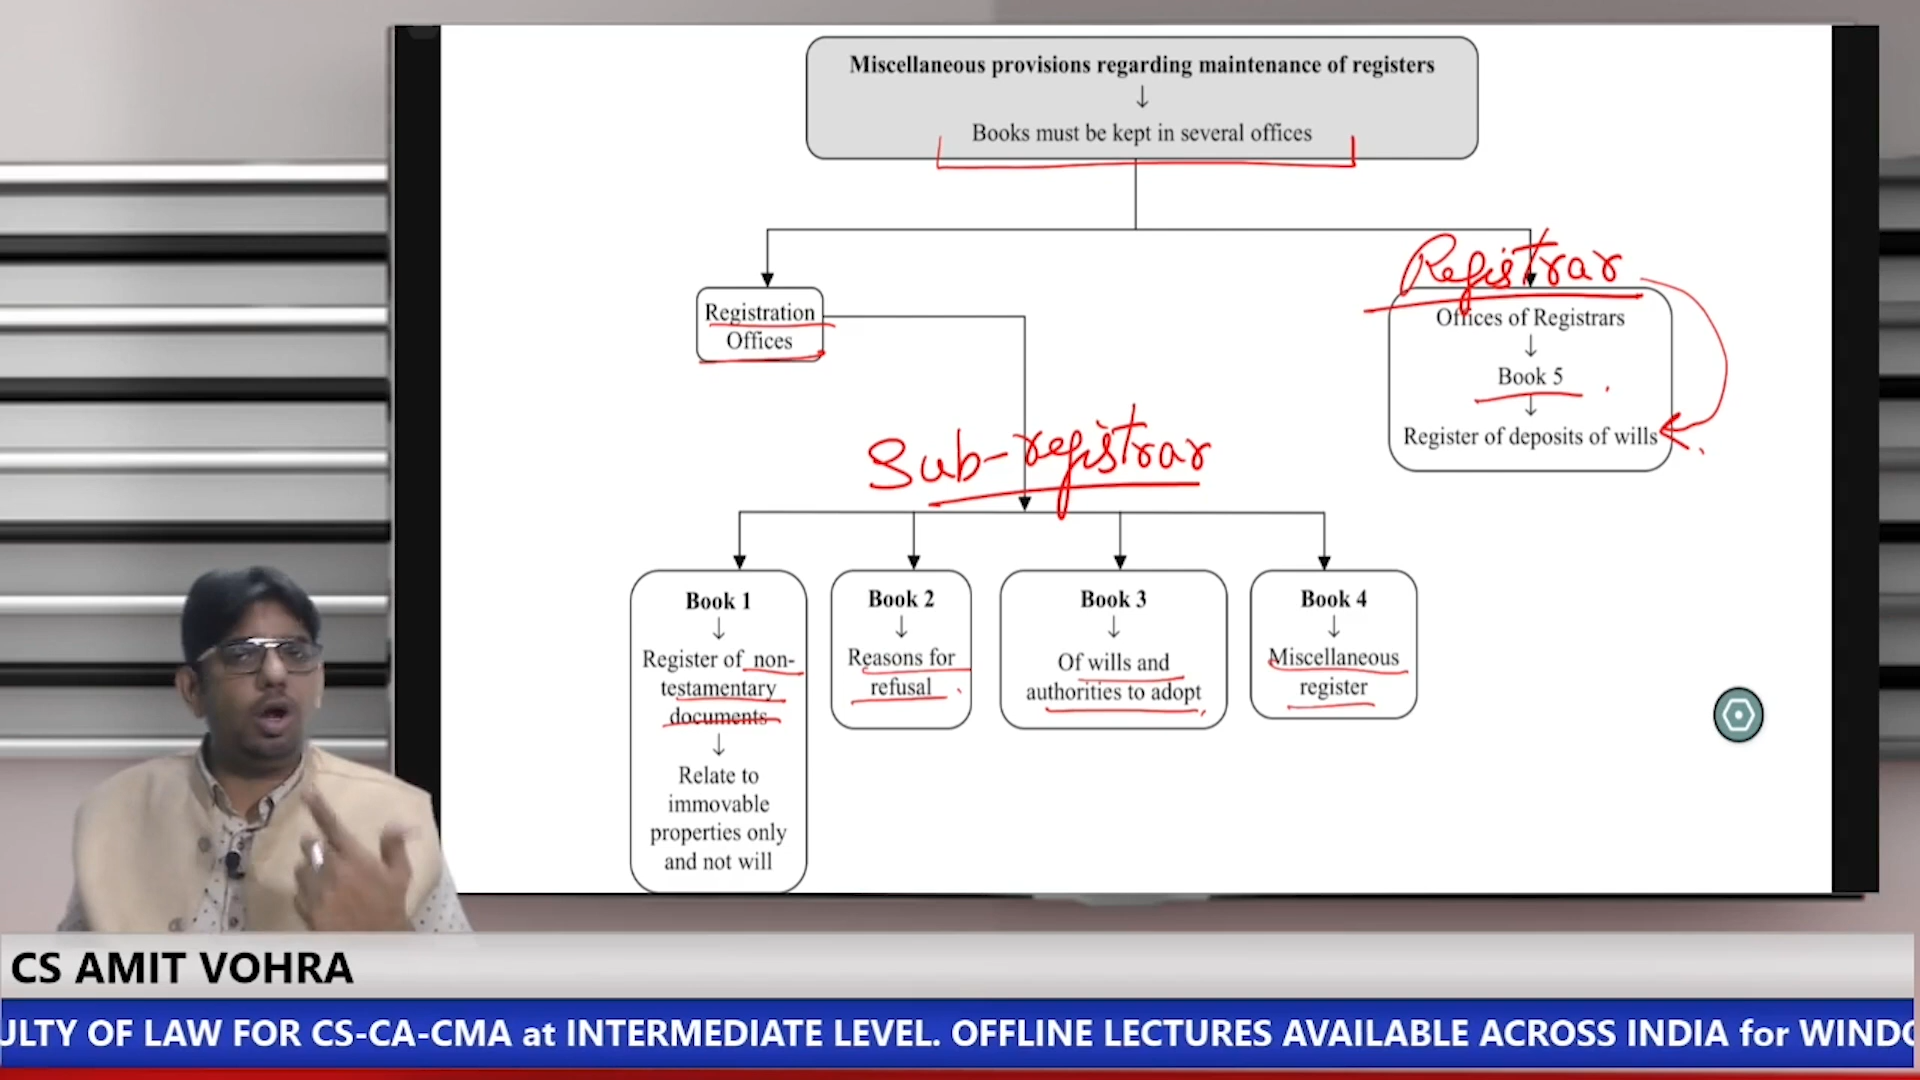 Miscellaneous provisions regarding maintenance of registers
↓
Books must be kept in several offices
Registration
Offices
Registrar
Offices of Registrars
↓
Book 5
↓
Register of deposits of wills
Sub-registrar
Book 1
↓
Register of non-
testamentary
documents
↓
Relate to
immovable
properties only
and not will
Book 2
↓
Reasons for
refusal
Book 3
↓
Of wills and
authorities to adopt
Book 4
↓
Miscellaneous
register
CS AMIT VOHRA
ULTY OF LAW FOR CS-CA-CMA at INTERMEDIATE LEVEL. OFFLINE LECTURES AVAILABLE ACROSS INDIA for WINDO